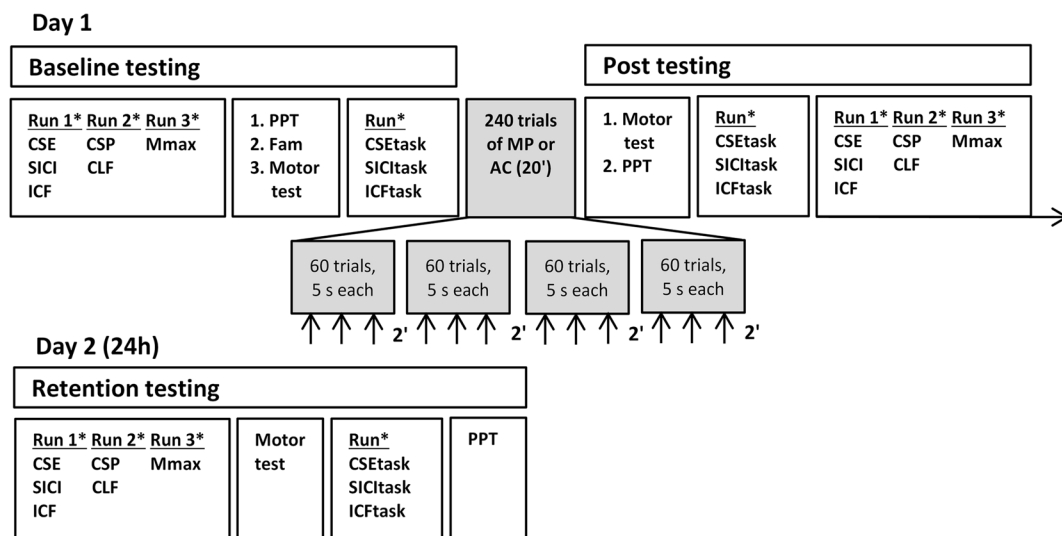 Day 1
Baseline testing
Post testing
Run 1* Run 2* Run 3*
CSE CSP Mmax
SICI CLF
ICF
1. PPT
2. Fam
3. Motor
test
Run*
CSEtask
SICItask
ICFtask
240 trials
of MP or
AC (20')
1. Motor
test
2. PPT
Run*
CSEtask
SICItask
ICFtask
Run 1* Run 2* Run 3*
CSE CSP Mmax
SICI CLF
ICF
60 trials,
5 s each
60 trials,
5 s each
60 trials,
5 s each
60 trials,
5 s each
2' 2' 2' 2'
Day 2 (24h)
Retention testing
Run 1* Run 2* Run 3*
CSE CSP Mmax
SICI CLF
ICF
Motor
test
Run*
CSEtask
SICItask
ICFtask
PPT